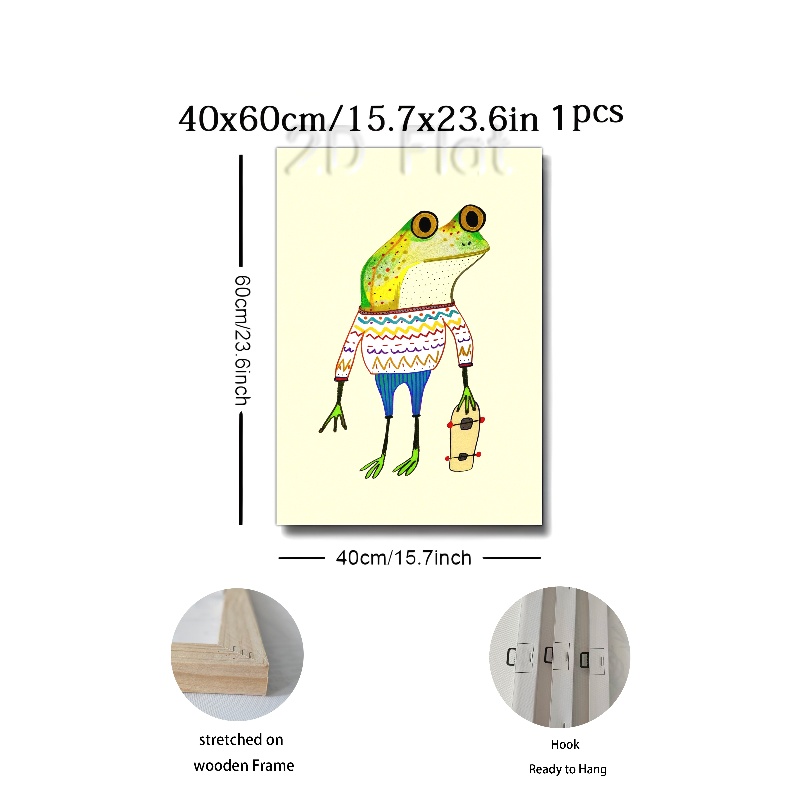 40x60cm/15.7x23.6in 1pcs
2D Flat
60cm/23.6inch
40cm/15.7inch
stretched on
wooden Frame
Hook
Ready to Hang